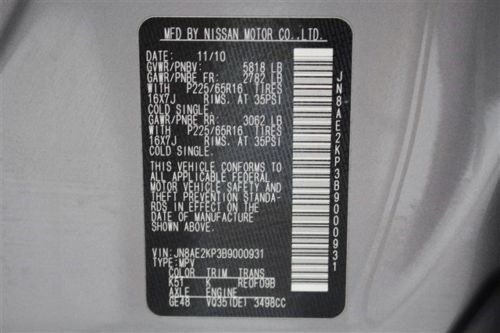 MFD BY NISSAN MOTOR CO.,LTD.
DATE: 11/10
GVWR/PNBV: 5818 LB
GAWR/PNBE FR: 2782 LB
WITH P225/65R16 TIRES
16X7J RIMS, AT 35PSI
COLD SINGLE.
GAWR/PNBE RR: 3062 LB
WITH P225/65R16 TIRES
16X7J RIMS, AT 35PSI
COLD SINGLE.
THIS VEHICLE CONFORMS TO
ALL APPLICABLE FEDERAL
MOTOR VEHICLE SAFETY AND
THEFT PREVENTION STANDA-
RDS IN EFFECT ON THE
DATE OF MANUFACTURE
SHOWN ABOVE.
VIN: JN8AE2KP3B9000931
TYPE:MPV
COLOR TRIM TRANS
K51 K RE0F09B
AXLE ENGINE
GE48 VQ35(DE) 3498CC
JN8AE2KP3B9000931